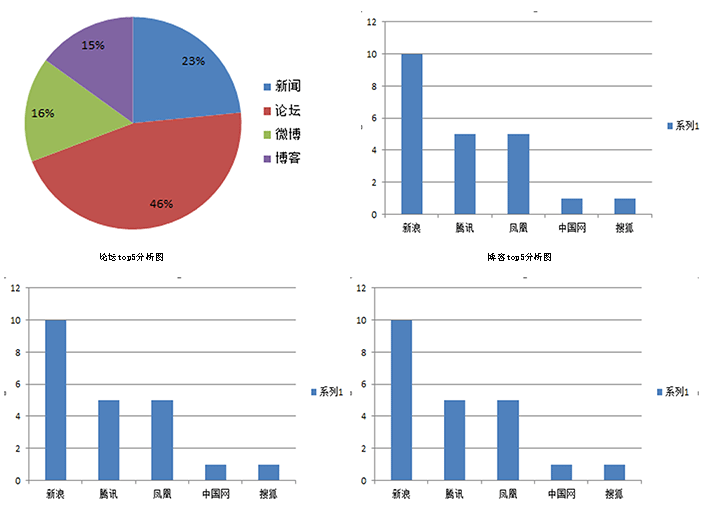 15%
23%
16%
46%
新闻
论坛
微博
博客
12
10
8
6
4
2
0
新浪 腾讯 凤凰 中国网 搜狐
系列1
论坛top5分析图
博客top5分析图
12
10
8
6
4
2
0
新浪 腾讯 凤凰 中国网 搜狐
系列1
12
10
8
6
4
2
0
新浪 腾讯 凤凰 中国网 搜狐
系列1